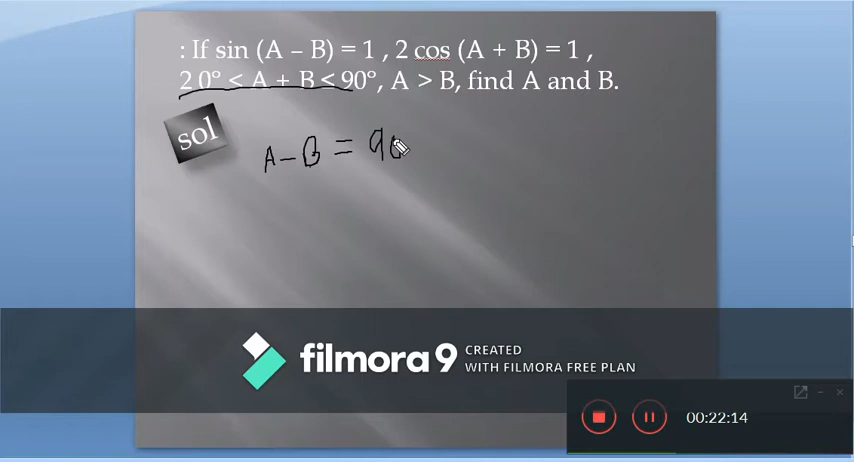 : If sin (A – B) = 1 , 2 cos (A + B) = 1 ,
2 0° < A + B < 90°, A > B, find A and B.
sol
A - B = 90
filmora 9 CREATED
WITH FILMORA FREE PLAN
00:22:14